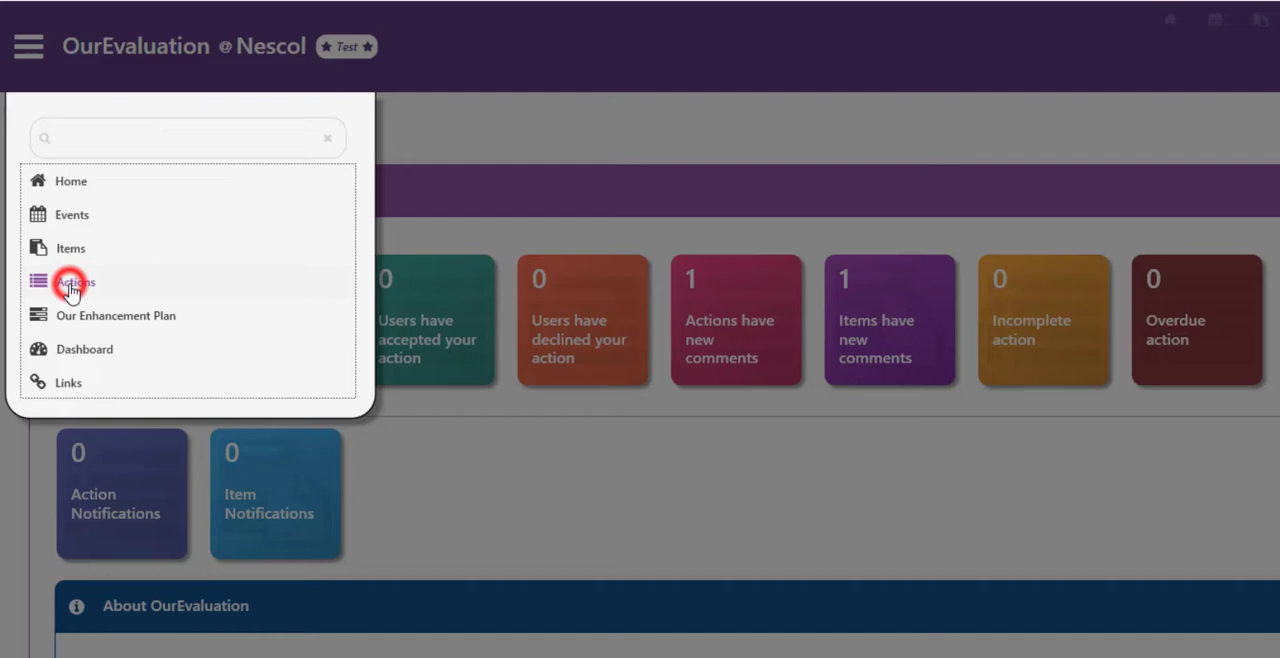 OurEvaluation @ Nescol Test
Home
Events
Items
Actions
Our Enhancement Plan
Dashboard
Links
0
Users have
accepted your
action
0
Users have
declined your
action
1
Actions have
new
comments
1
Items have
new
comments
0
Incomplete
action
0
Overdue
action
0
Action
Notifications
0
Item
Notifications
About OurEvaluation